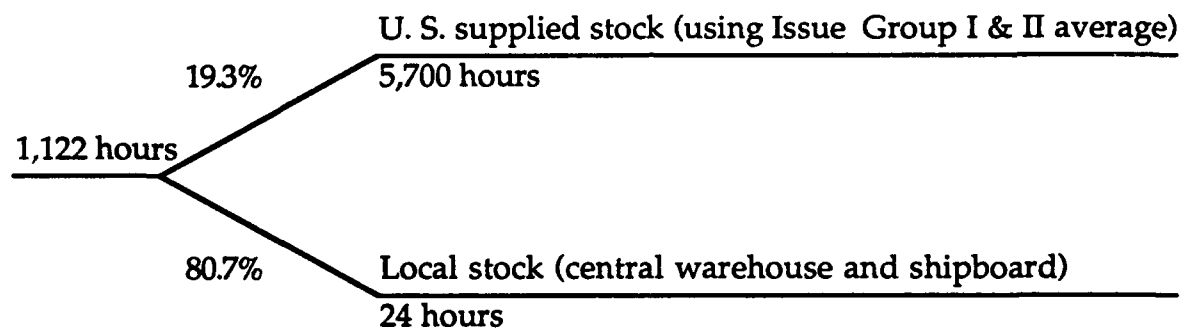 U. S. supplied stock (using Issue Group I & II average)
19.3%
5,700 hours
1,122 hours
80.7%
Local stock (central warehouse and shipboard)
24 hours